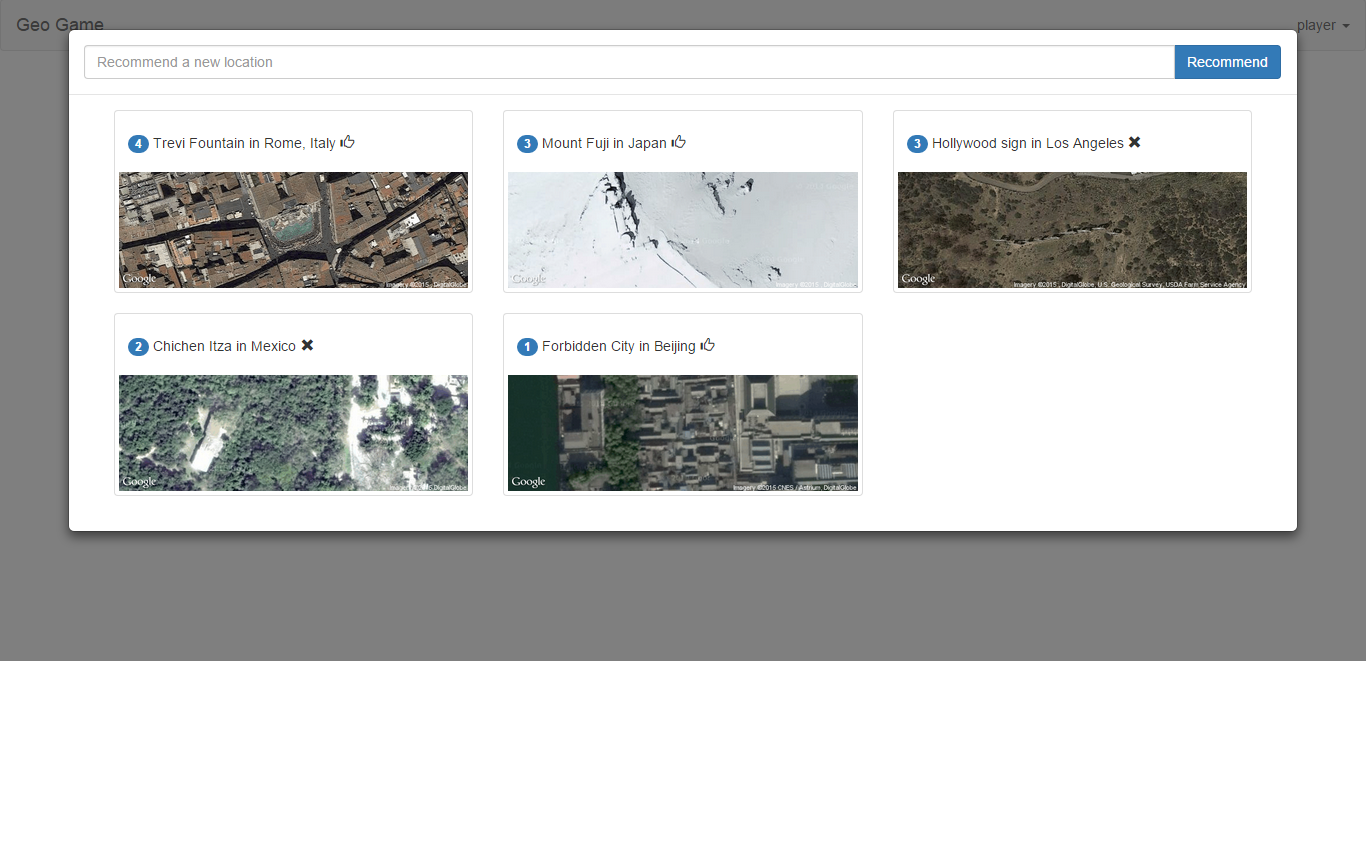 Geo Game
player
Recommend a new location
Recommend
4 Trevi Fountain in Rome, Italy
3 Mount Fuji in Japan
3 Hollywood sign in Los Angeles
Google
Imagery ©2015 , DigitalGlobe
Google
Imagery ©2015 , DigitalGlobe
Google
Imagery ©2015 , DigitalGlobe, U.S. Geological Survey, USDA Farm Service Agency
2 Chichen Itza in Mexico
1 Forbidden City in Beijing
Google
Imagery ©2015 DigitalGlobe
Google
Imagery ©2015 CNES / Astrium, DigitalGlobe